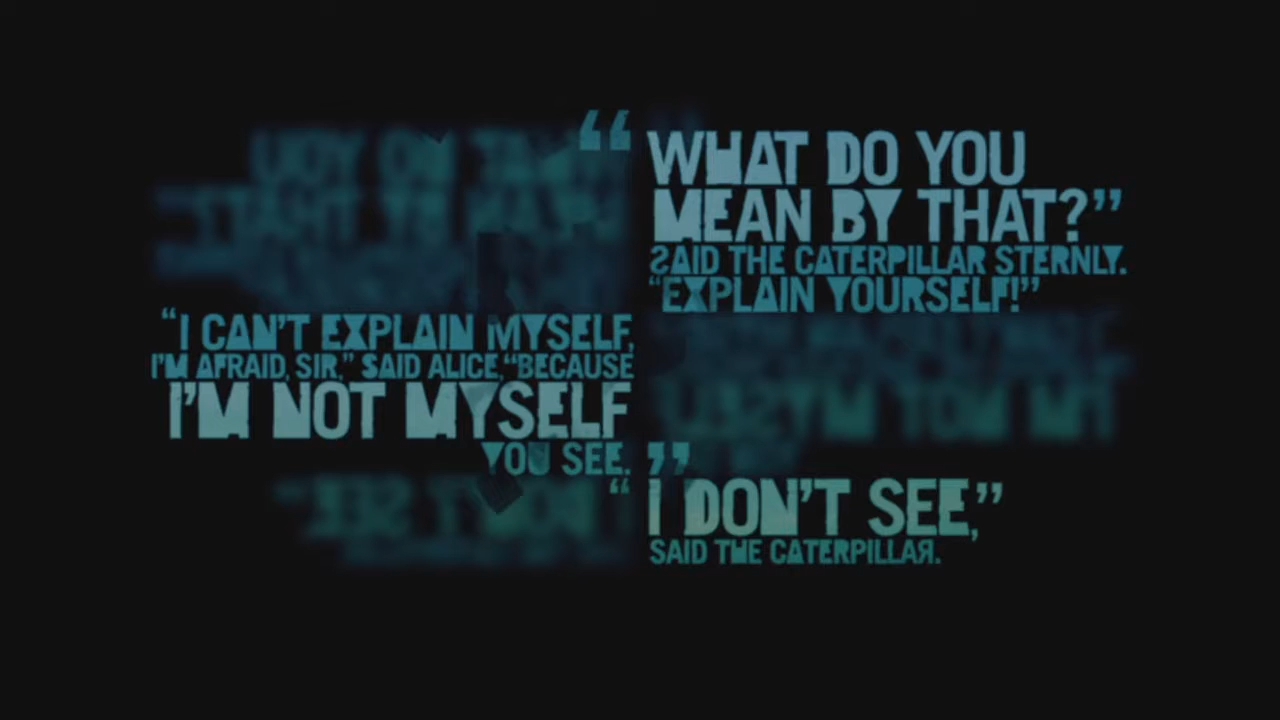 “WHAT DO YOU
MEAN BY THAT?”
SAID THE CATERPILLAR STERNLY.
“EXPLAIN YOURSELF!”
“I CAN’T EXPLAIN MYSELF,
I’M AFRAID, SIR,” SAID ALICE, “BECAUSE
I’M NOT MYSELF
YOU SEE.”
“I DON’T SEE,”
SAID THE CATERPILLAR.